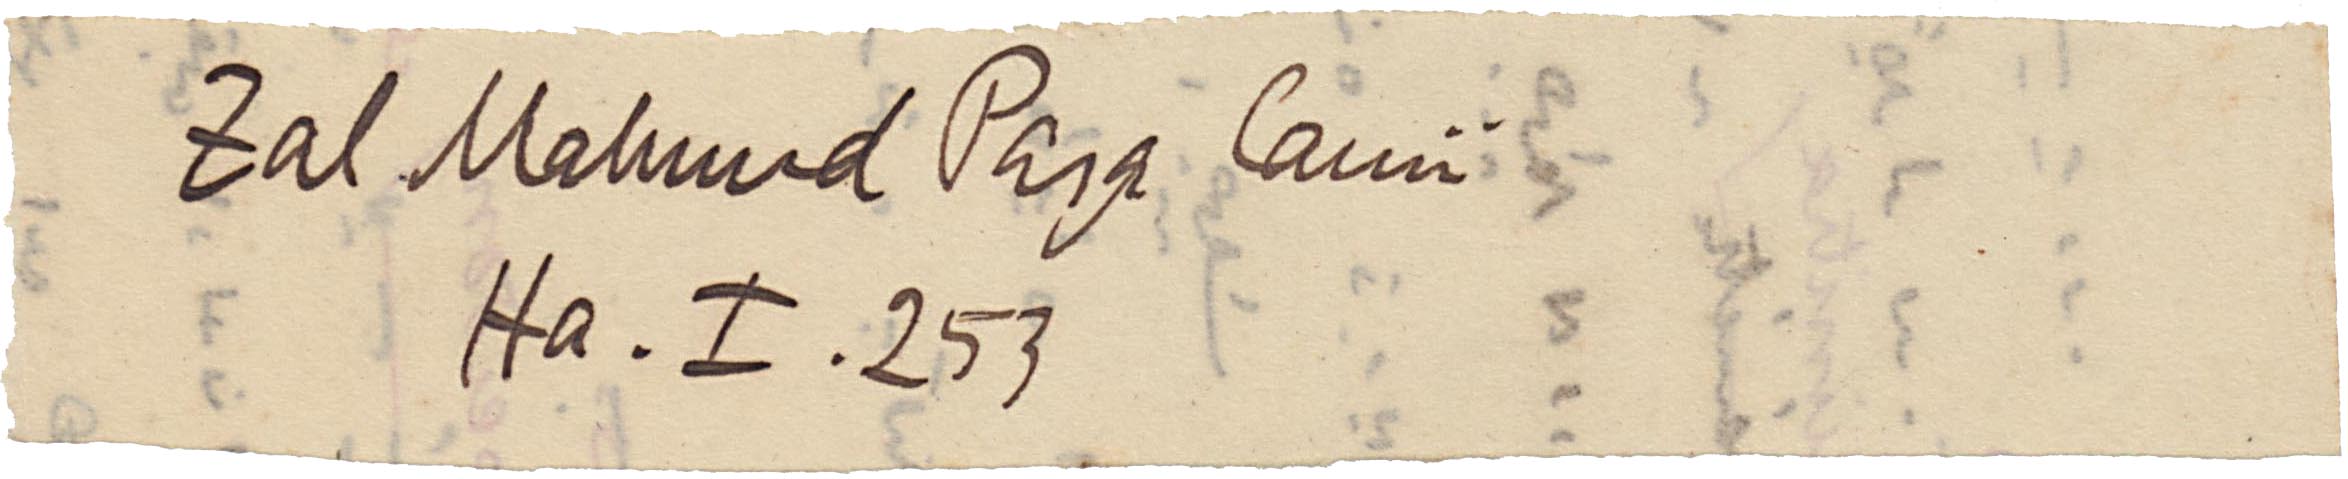 Zal Mahmud Paşa Camii
Ha. I. 253